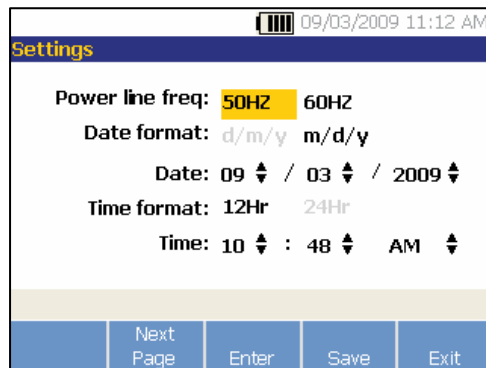 09/03/2009 11:12 AM
Settings
Power line freq: 50HZ 60HZ
Date format: d/m/y m/d/y
Date: 09 / 03 / 2009
Time format: 12Hr 24Hr
Time: 10 : 48 AM
Next Page Enter Save Exit